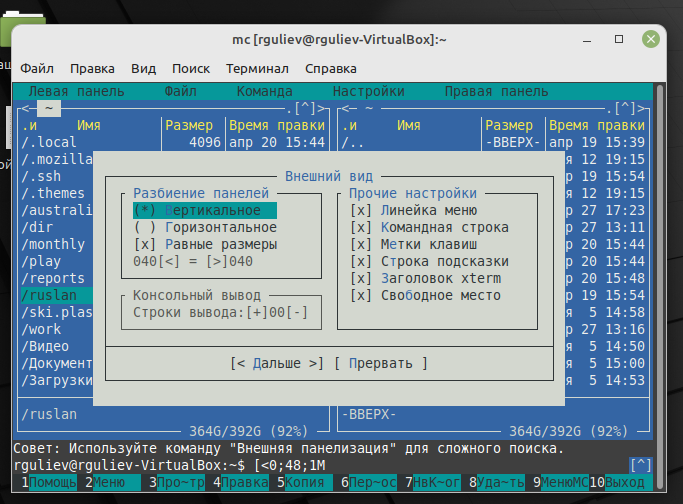 mc [rguliev@rguliev-VirtualBox]:~
Файл Правка Вид Поиск Терминал Справка
Левая панель Файл Команда Настройки Правая панель
<─ ~ .[^]> <─ ~ .[^]>
.и Имя Размер Время правки .и Имя Размер Время правки
/.local 4096 апр 20 15:44 /.. -ВВЕРХ- апр 19 15:39
/.mozilla 12 19:15
/.ssh 19 15:54
/.themes 12 19:15
/australi 27 17:23
/dir 27 13:11
/monthly 20 15:44
/play 20 15:44
/reports 20 15:48
/ruslan 19 15:54
/ski.plas 5 14:58
/work 27 13:16
/Видео 5 14:50
/Документ 5 15:00
/Загрузки 5 14:53
Внешний вид
Разбиение панелей
(*) Вертикальное
( ) Горизонтальное
[x] Равные размеры
040[<] = [>]040
Консольный вывод
Строки вывода:[+]00[-]
Прочие настройки
[x] Линейка меню
[x] Командная строка
[x] Метки клавиш
[x] Строка подсказки
[x] Заголовок xterm
[x] Свободное место
[< Дальше >] [ Прервать ]
/ruslan -ВВЕРХ-
364G/392G (92%) 364G/392G (92%)
Совет: Используйте команду "Внешняя панелизация" для сложного поиска.
rguliev@rguliev-VirtualBox:~$ [<0;48;1M [^]
1Помощь 2Меню 3Про~тр 4Правка 5Копия 6Пер~ос 7НвК~ог 8Уда~ть 9МенюMC 10Выход